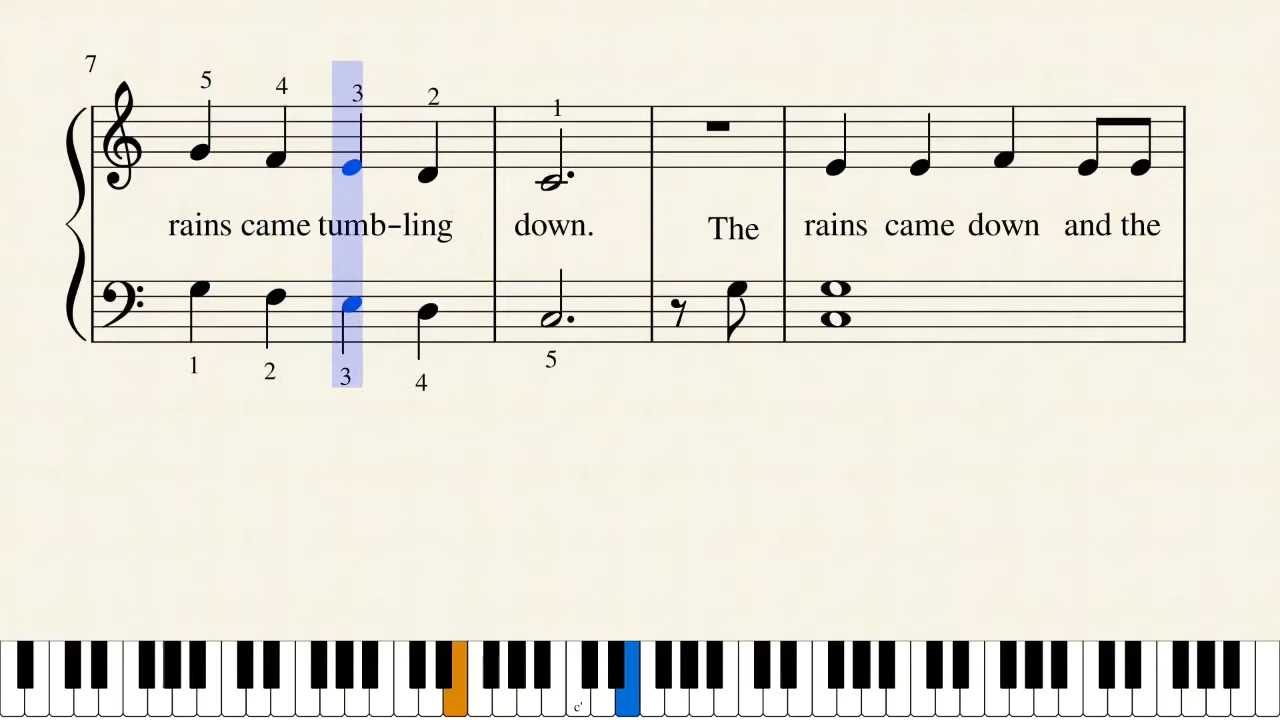 7
5 4 3 2 1
rains came tumb-ling down. The rains came down and the
1 2 3 4 5
c'